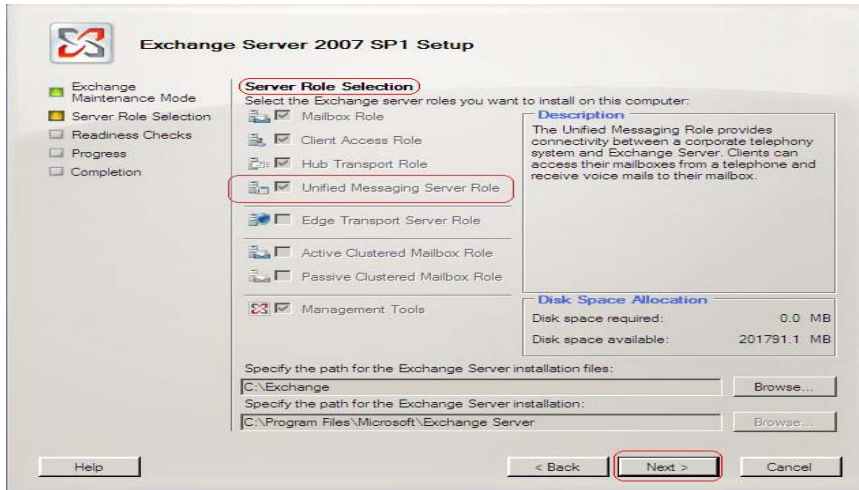 Exchange Server 2007 SP1 Setup
Exchange
Maintenance Mode
Server Role Selection
Readiness Checks
Progress
Completion
Server Role Selection
Select the Exchange server roles you want to install on this computer:
Mailbox Role
Client Access Role
Hub Transport Role
Unified Messaging Server Role
Edge Transport Server Role
Active Clustered Mailbox Role
Passive Clustered Mailbox Role
Management Tools
Description
The Unified Messaging Role provides
connectivity between a corporate telephony
system and Exchange Server. Clients can
access their mailboxes from a telephone and
receive voice mails to their mailbox.
Disk Space Allocation
Disk space required: 0.0 MB
Disk space available: 201791.1 MB
Specify the path for the Exchange Server installation files:
C:\Exchange
Browse...
Specify the path for the Exchange Server installation:
C:\Program Files\Microsoft\Exchange Server
Browse...
Help
< Back
Next >
Cancel